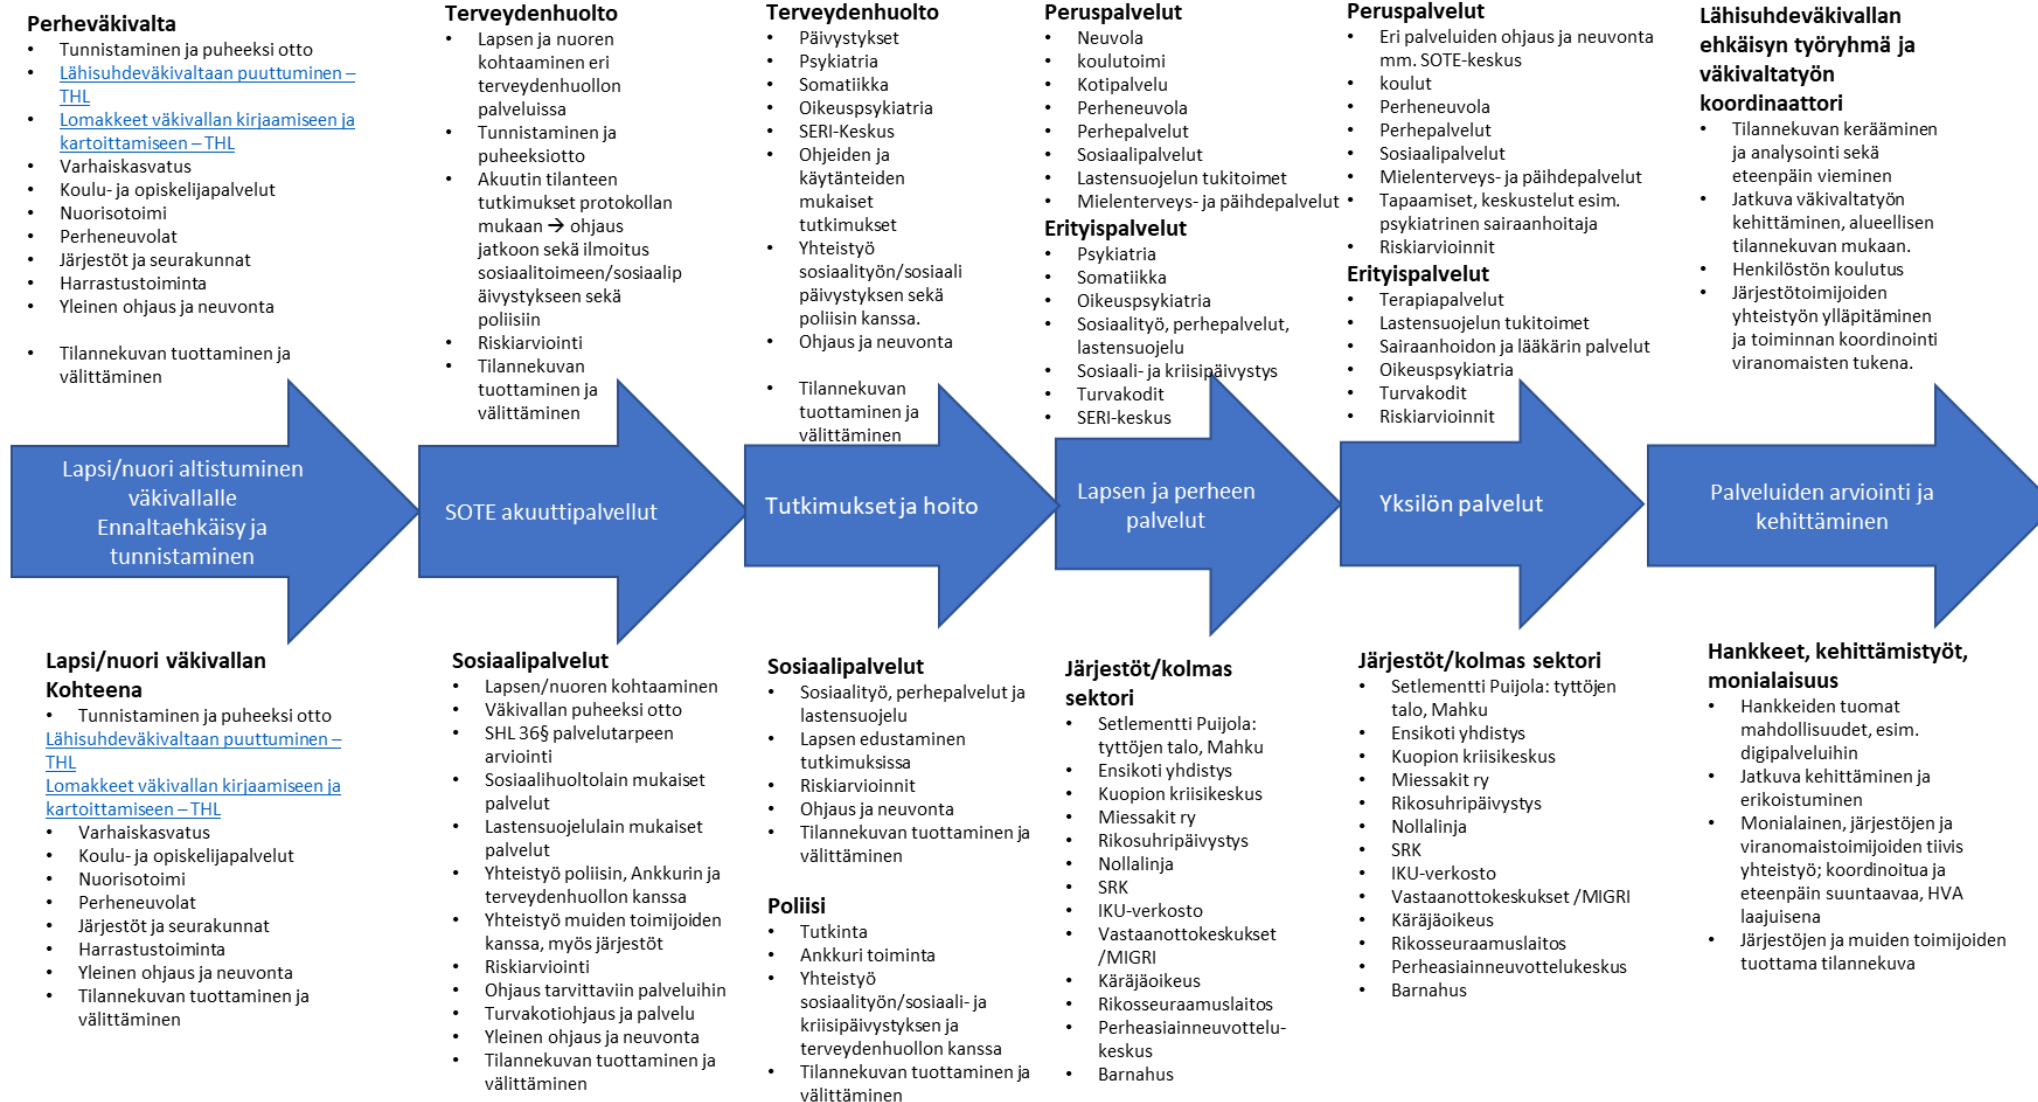 Perheväkivalta
• Tunnistaminen ja puheeksi otto
• Lähisuhdeväkivaltaan puuttuminen –
THL
• Lomakkeet väkivallan kirjaamiseen ja
kartoittamiseen – THL
• Varhaiskasvatus
• Koulu- ja opiskelijapalvelut
• Nuorisotoimi
• Perheneuvolat
• Järjestöt ja seurakunnat
• Harrastustoiminta
• Yleinen ohjaus ja neuvonta
• Tilannekuvan tuottaminen ja
välittäminen
Terveydenhuolto
• Lapsen ja nuoren
kohtaaminen eri
terveydenhuollon
palveluissa
• Tunnistaminen ja
puheeksiotto
• Akuutin tilanteen
tutkimukset protokollan
mukaan → ohjaus
jatkoon sekä ilmoitus
sosiaalitoimeen/sosiaalip
äivystykseen sekä
poliisiin
• Riskiarviointi
• Tilannekuvan
tuottaminen ja
välittäminen
Terveydenhuolto
• Päivystykset
• Psykiatria
• Somatiikka
• Oikeuspsykiatria
• SERI-Keskus
• Ohjeiden ja
käytänteiden
mukaiset
tutkimukset
• Yhteistyö
sosiaalityön/sosiaali
päivystyksen sekä
poliisin kanssa.
• Ohjaus ja neuvonta
• Tilannekuvan
tuottaminen ja
välittäminen
Peruspalvelut
• Neuvola
• koulutoimi
• Kotipalvelu
• Perheneuvola
• Perhepalvelut
• Sosiaalipalvelut
• Lastensuojelun tukitoimet
• Mielenterveys- ja päihdepalvelut
Erityispalvelut
• Psykiatria
• Somatiikka
• Oikeuspsykiatria
• Sosiaalityö, perhepalvelut,
lastensuojelu
• Sosiaali- ja kriisipäivystys
• Turvakodit
• SERI-keskus
Peruspalvelut
• Eri palveluiden ohjaus ja neuvonta
mm. SOTE-keskus
• koulut
• Perheneuvola
• Perhepalvelut
• Sosiaalipalvelut
• Mielenterveys- ja päihdepalvelut
• Tapaamiset, keskustelut esim.
psykiatrinen sairaanhoitaja
• Riskiarvioinnit
Erityispalvelut
• Terapiapalvelut
• Lastensuojelun tukitoimet
• Sairaanhoidon ja lääkärin palvelut
• Oikeuspsykiatria
• Turvakodit
• Riskiarvioinnit
Lähisuhdeväkivallan
ehkäisyn työryhmä ja
väkivaltatyön
koordinaattori
• Tilannekuvan kerääminen
ja analysointi sekä
eteenpäin vieminen
• Jatkuva väkivaltatyön
kehittäminen, alueellisen
tilannekuvan mukaan.
• Henkilöstön koulutus
• Järjestötoimijoiden
yhteistyön ylläpitäminen
ja toiminnan koordinointi
viranomaisten tukena.
Lapsi/nuori altistuminen
väkivallalle
Ennaltaehkäisy ja
tunnistaminen
SOTE akuuttipalvellut
Tutkimukset ja hoito
Lapsen ja perheen
palvelut
Yksilön palvelut
Palveluiden arviointi ja
kehittäminen
Lapsi/nuori väkivallan
Kohteena
• Tunnistaminen ja puheeksi otto
Lähisuhdeväkivaltaan puuttuminen –
THL
Lomakkeet väkivallan kirjaamiseen ja
kartoittamiseen – THL
• Varhaiskasvatus
• Koulu- ja opiskelijapalvelut
• Nuorisotoimi
• Perheneuvolat
• Järjestöt ja seurakunnat
• Harrastustoiminta
• Yleinen ohjaus ja neuvonta
• Tilannekuvan tuottaminen ja
välittäminen
Sosiaalipalvelut
• Lapsen/nuoren kohtaaminen
• Väkivallan puheeksi otto
• SHL 36§ palvelutarpeen
arviointi
• Sosiaalihuoltolain mukaiset
palvelut
• Lastensuojelulain mukaiset
palvelut
• Yhteistyö poliisin, Ankkurin ja
terveydenhuollon kanssa
• Yhteistyö muiden toimijoiden
kanssa, myös järjestöt
• Riskiarviointi
• Ohjaus tarvittaviin palveluihin
• Turvakotiohjaus ja palvelu
• Yleinen ohjaus ja neuvonta
• Tilannekuvan tuottaminen ja
välittäminen
Sosiaalipalvelut
• Sosiaalityö, perhepalvelut ja
lastensuojelu
• Lapsen edustaminen
tutkimuksissa
• Riskiarvioinnit
• Ohjaus ja neuvonta
• Tilannekuvan tuottaminen ja
välittäminen
Poliisi
• Tutkinta
• Ankkuri toiminta
• Yhteistyö
sosiaalityön/sosiaali- ja
kriisipäivystyksen ja
terveydenhuollon kanssa
• Tilannekuvan tuottaminen ja
välittäminen
Järjestöt/kolmas
sektori
• Setlementti Puijola:
tyttöjen talo, Mahku
• Ensikoti yhdistys
• Kuopion kriisikeskus
• Miessakit ry
• Rikosuhripäivystys
• Nollalinja
• SRK
• IKU-verkosto
• Vastaanottokeskukset
/MIGRI
• Käräjäoikeus
• Rikosseuraamuslaitos
• Perheasiainneuvottelu-
keskus
• Barnahus
Järjestöt/kolmas sektori
• Setlementti Puijola: tyttöjen
talo, Mahku
• Ensikoti yhdistys
• Kuopion kriisikeskus
• Miessakit ry
• Rikosuhripäivystys
• Nollalinja
• SRK
• IKU-verkosto
• Vastaanottokeskukset /MIGRI
• Käräjäoikeus
• Rikosseuraamuslaitos
• Perheasiainneuvottelukeskus
• Barnahus
Hankkeet, kehittämistyöt,
monialaisuus
• Hankkeiden tuomat
mahdollisuudet, esim.
digipalveluihin
• Jatkuva kehittäminen ja
erikoistuminen
• Monialainen, järjestöjen ja
viranomaistoimijoiden tiivis
yhteistyö; koordinoitua ja
eteenpäin suuntaavaa, HVA
laajuisena
• Järjestöjen ja muiden toimijoiden
tuottama tilannekuva